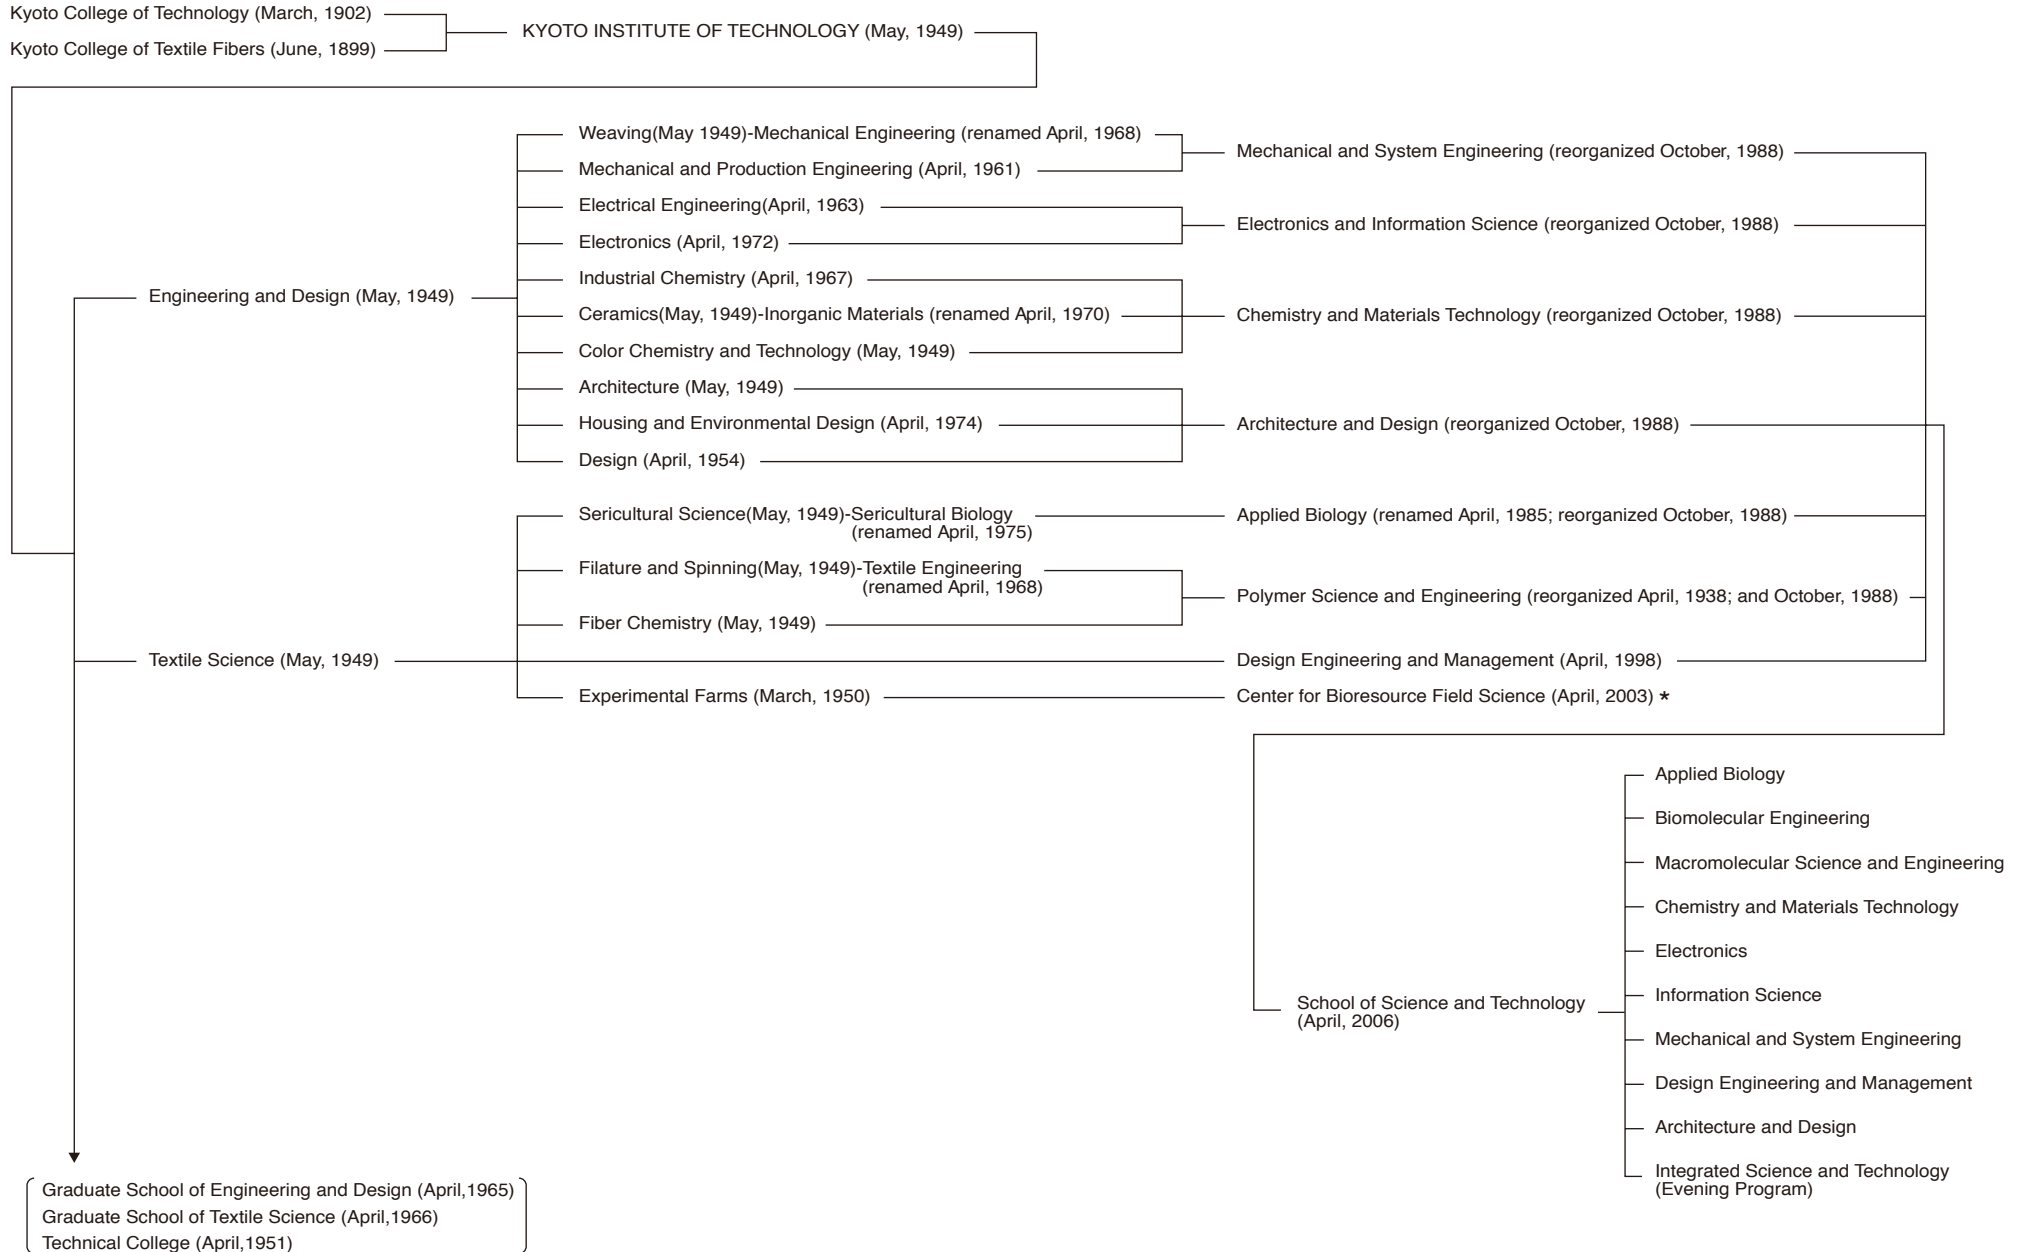 Kyoto College of Technology (March, 1902)
Kyoto College of Textile Fibers (June, 1899)
KYOTO INSTITUTE OF TECHNOLOGY (May, 1949)
Engineering and Design (May, 1949)
Weaving(May 1949)-Mechanical Engineering (renamed April, 1968)
Mechanical and Production Engineering (April, 1961)
Electrical Engineering(April, 1963)
Electronics (April, 1972)
Industrial Chemistry (April, 1967)
Ceramics(May, 1949)-Inorganic Materials (renamed April, 1970)
Color Chemistry and Technology (May, 1949)
Architecture (May, 1949)
Housing and Environmental Design (April, 1974)
Design (April, 1954)
Mechanical and System Engineering (reorganized October, 1988)
Electronics and Information Science (reorganized October, 1988)
Chemistry and Materials Technology (reorganized October, 1988)
Architecture and Design (reorganized October, 1988)
Textile Science (May, 1949)
Sericultural Science(May, 1949)-Sericultural Biology
(renamed April, 1975)
Filature and Spinning(May, 1949)-Textile Engineering
(renamed April, 1968)
Fiber Chemistry (May, 1949)
Experimental Farms (March, 1950)
Applied Biology (renamed April, 1985; reorganized October, 1988)
Polymer Science and Engineering (reorganized April, 1938; and October, 1988)
Design Engineering and Management (April, 1998)
Center for Bioresource Field Science (April, 2003) *
School of Science and Technology
(April, 2006)
Applied Biology
Biomolecular Engineering
Macromolecular Science and Engineering
Chemistry and Materials Technology
Electronics
Information Science
Mechanical and System Engineering
Design Engineering and Management
Architecture and Design
Integrated Science and Technology
(Evening Program)
Graduate School of Engineering and Design (April,1965)
Graduate School of Textile Science (April,1966)
Technical College (April,1951)